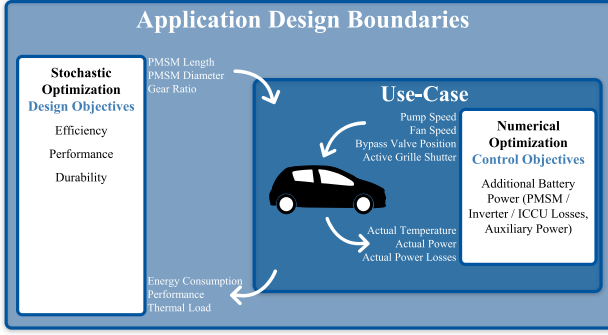 Application Design Boundaries
Stochastic
Optimization
Design Objectives
Efficiency
Performance
Durability
PMSM Length
PMSM Diameter
Gear Ratio
Use-Case
Pump Speed
Fan Speed
Bypass Valve Position
Active Grille Shutter
Numerical
Optimization
Control Objectives
Additional Battery
Power (PMSM /
Inverter / ICCU Losses,
Auxiliary Power)
Actual Temperature
Actual Power
Actual Power Losses
Energy Consumption
Performance
Thermal Load